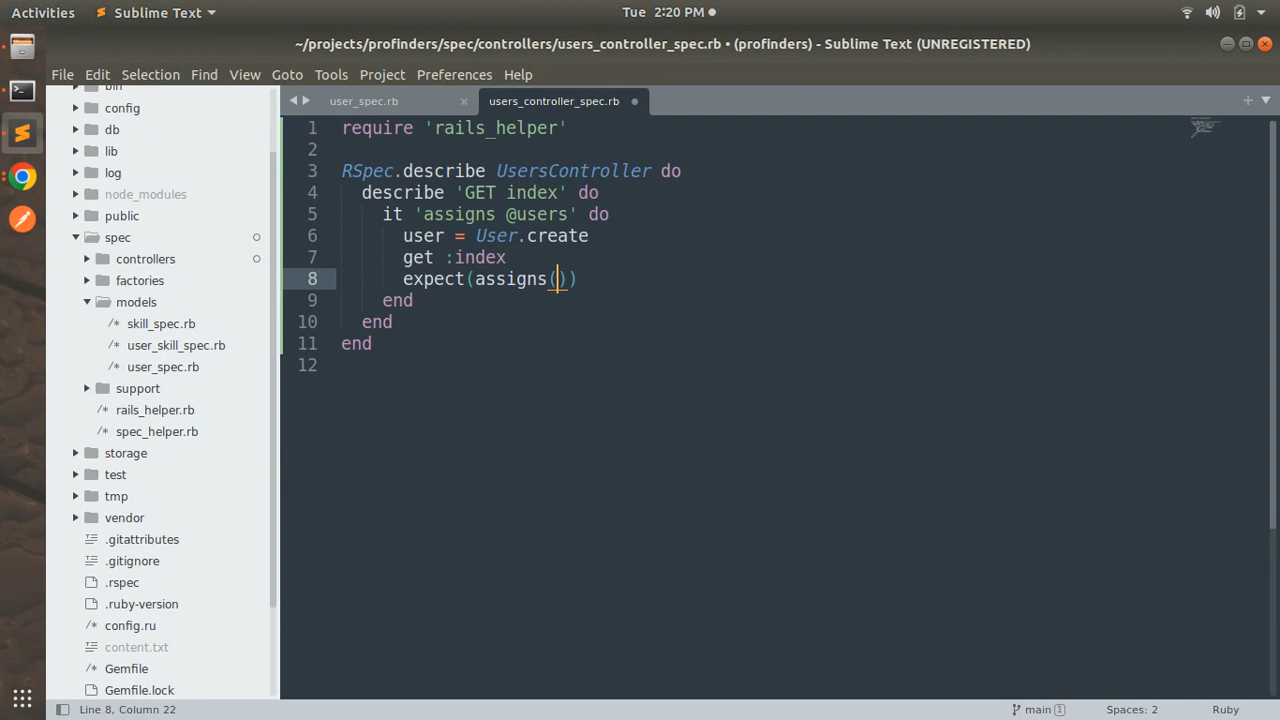 Activities
Sublime Text
Tue 2:20 PM
~/projects/profinders/spec/controllers/users_controller_spec.rb • (profinders) - Sublime Text (UNREGISTERED)
File Edit Selection Find View Goto Tools Project Preferences Help
bin
config
db
lib
log
node_modules
public
spec
controllers
factories
models
skill_spec.rb
user_skill_spec.rb
user_spec.rb
support
rails_helper.rb
spec_helper.rb
storage
test
tmp
vendor
.gitattributes
.gitignore
.rspec
.ruby-version
config.ru
content.txt
Gemfile
Gemfile.lock
user_spec.rb
users_controller_spec.rb
1 require 'rails_helper'
2
3 RSpec.describe UsersController do
4 describe 'GET index' do
5 it 'assigns @users' do
6 user = User.create
7 get :index
8 expect(assigns())
9 end
10 end
11 end
12
Line 8, Column 22
main 1
Spaces: 2
Ruby